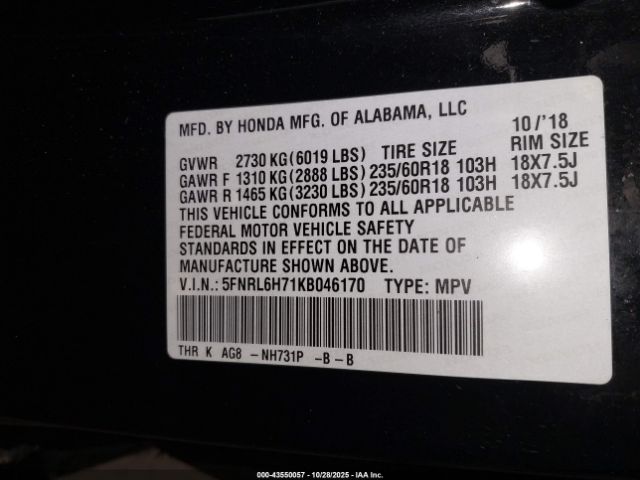 MFD. BY HONDA MFG. OF ALABAMA, LLC 10/'18
GVWR 2730 KG(6019 LBS) TIRE SIZE RIM SIZE
GAWR F 1310 KG(2888 LBS) 235/60R18 103H 18X7.5J
GAWR R 1465 KG(3230 LBS) 235/60R18 103H 18X7.5J
THIS VEHICLE CONFORMS TO ALL APPLICABLE
FEDERAL MOTOR VEHICLE SAFETY
STANDARDS IN EFFECT ON THE DATE OF
MANUFACTURE SHOWN ABOVE.
V.I.N.: 5FNRL6H71KB046170 TYPE: MPV
THR K AG8 - NH731P -B-B
000-43550057 - 10/28/2025 - IAA Inc.